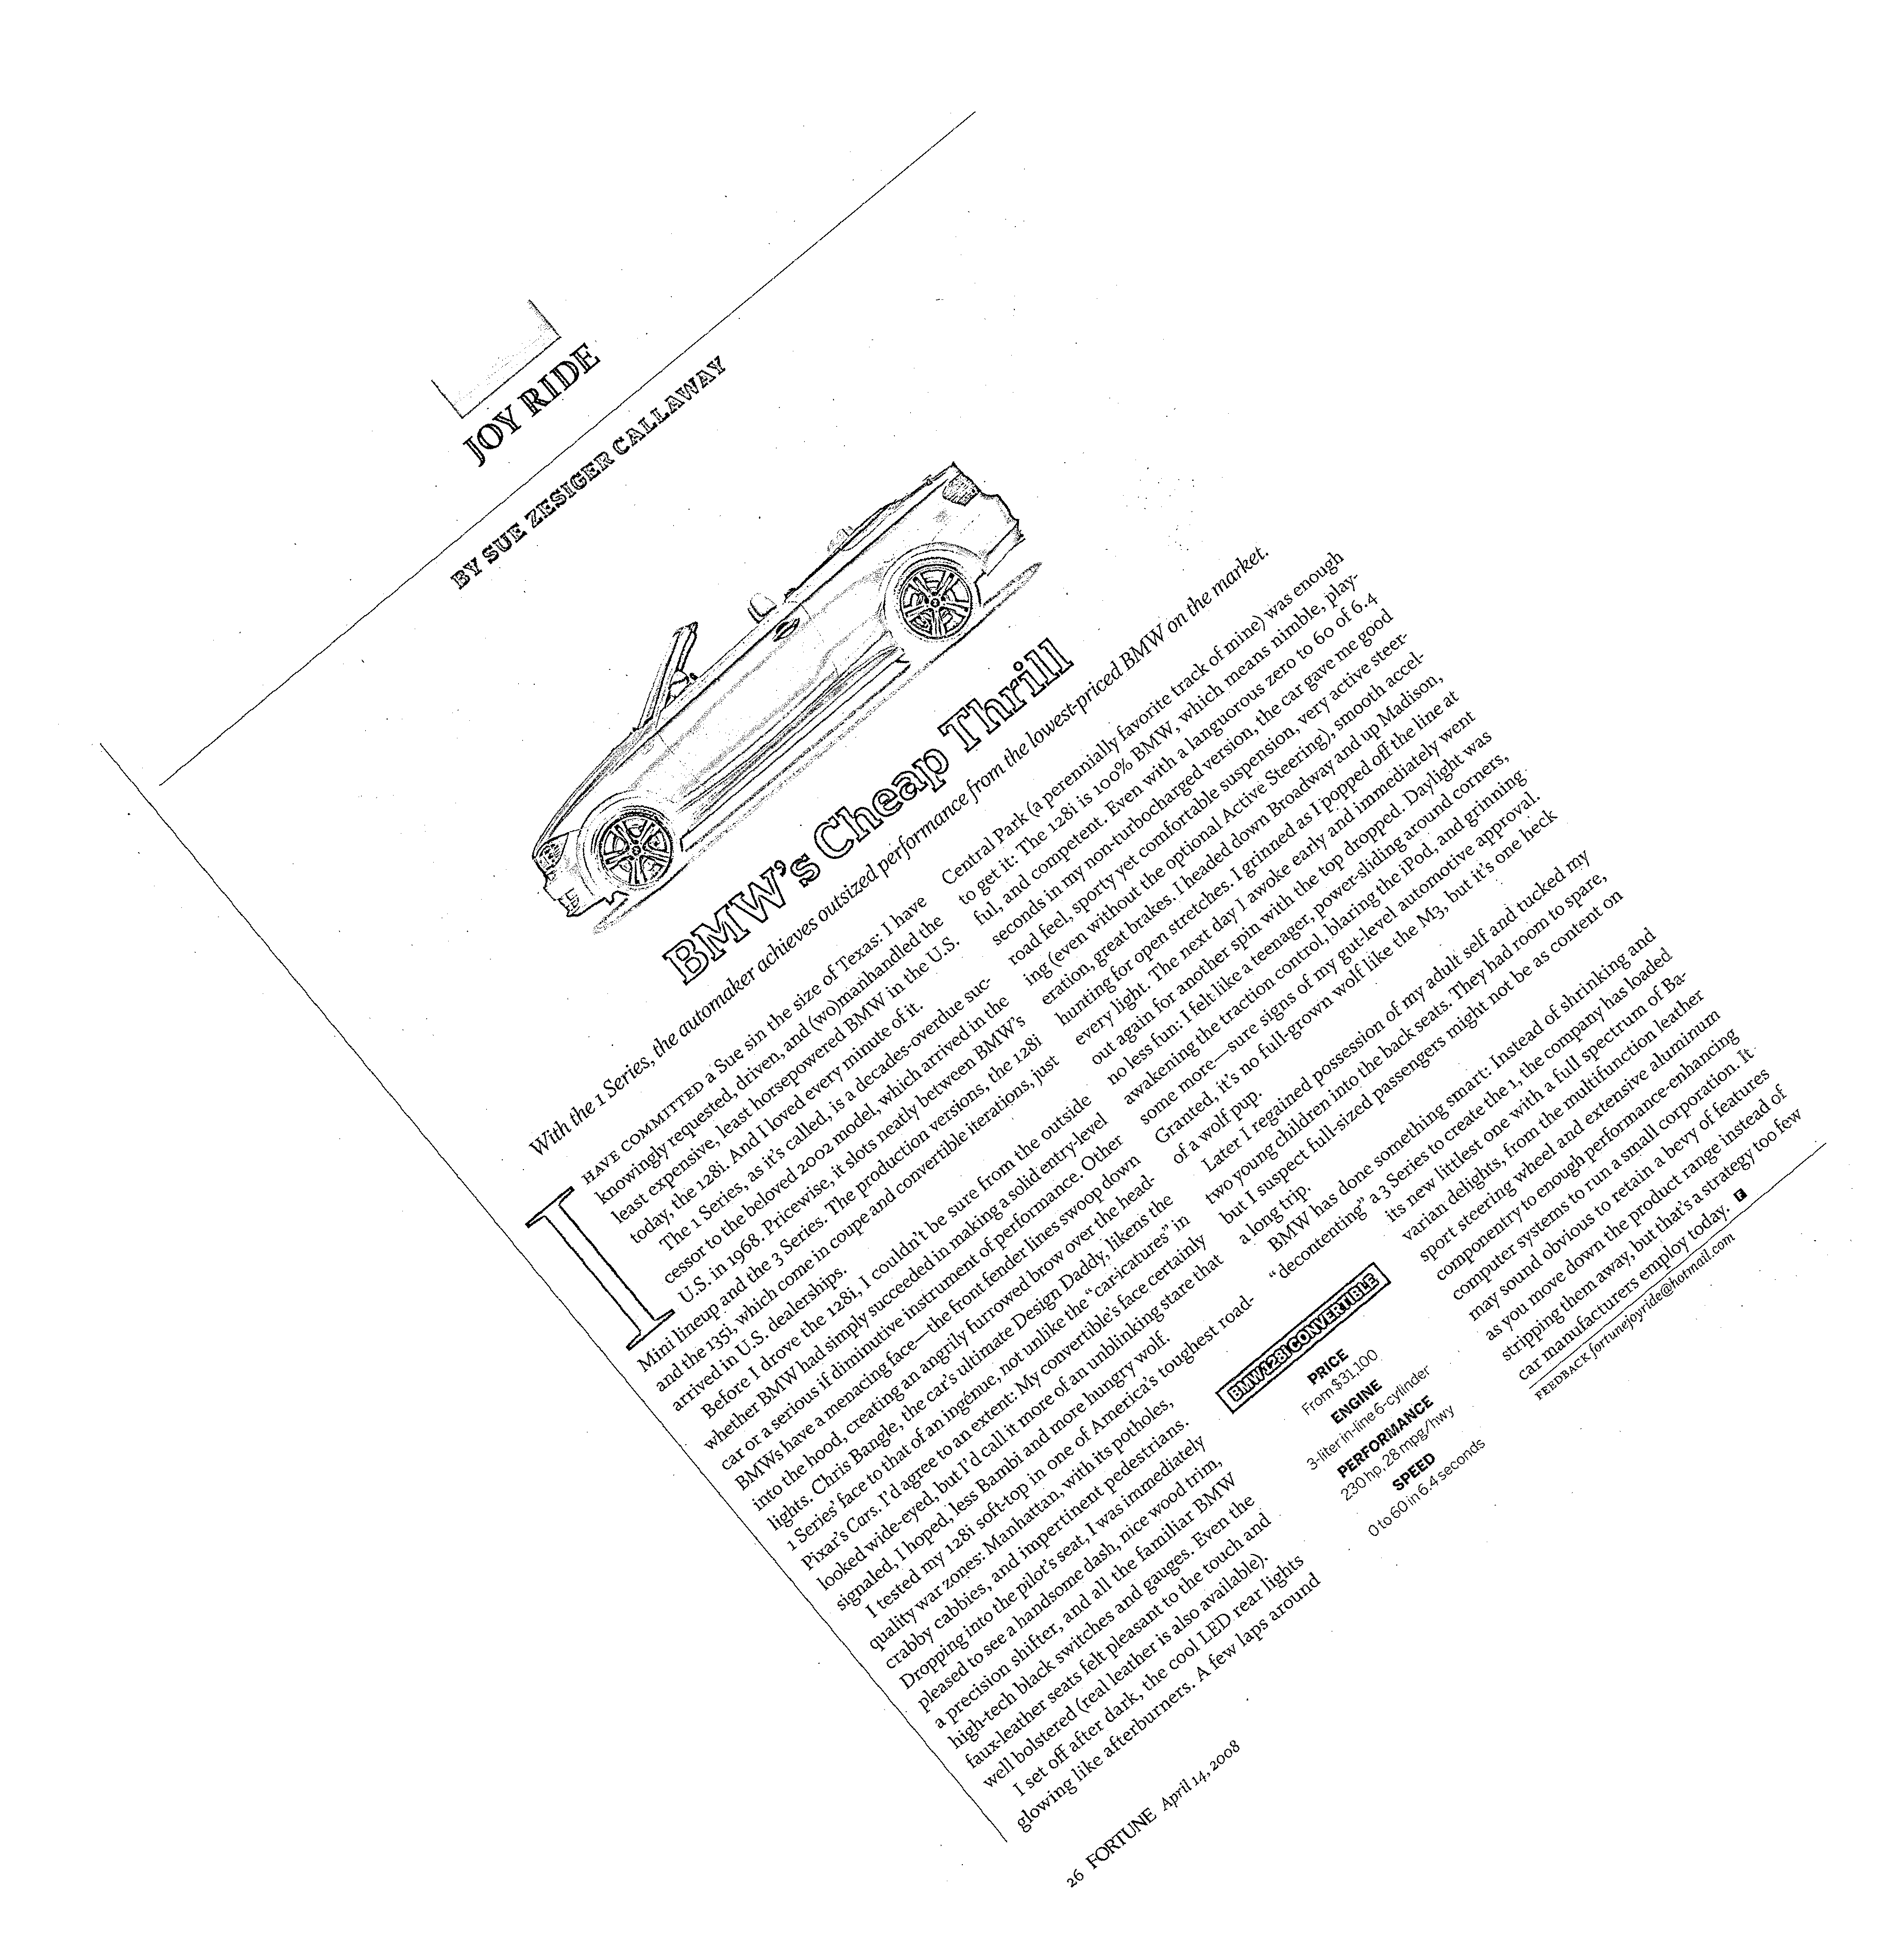 JOY RIDE
BY SUE ZESIGER CALLAWAY
BMW's Cheap Thrill
With the 1 Series, the automaker achieves outsized performance from the lowest-priced BMW on the market.
I HAVE COMMITTED a Sue sin the size of Texas: I have
knowingly requested, driven, and (wo)manhandled the
least expensive, least horsepowered BMW in the U.S.
today, the 128i. And I loved every minute of it.
The 1 Series, as it's called, is a decades-overdue suc-
cessor to the beloved 2002 model, which arrived in the
U.S. in 1968. Pricewise, it slots neatly between BMW's
Mini lineup and the 3 Series. The production versions, the 128i
and the 135i, which come in coupe and convertible iterations, just
arrived in U.S. dealerships.
Before I drove the 128i, I couldn't be sure from the outside
whether BMW had simply succeeded in making a solid entry-level
car or a serious if diminutive instrument of performance. Other
BMWs have a menacing face—the front fender lines swoop down
into the hood, creating an angrily furrowed brow over the head-
lights. Chris Bangle, the car's ultimate Design Daddy, likens the
1 Series' face to that of an ingénue, not unlike the "caricatures" in
Pixar's Cars. I'd agree to an extent: My convertible's face certainly
looked wide-eyed, but I'd call it more of an unblinking stare that
signaled, I hoped, less Bambi and more hungry wolf.
I tested my 128i soft-top in one of America's toughest road-
quality war zones: Manhattan, with its potholes,
crabby cabbies, and impertinent pedestrians.
Dropping into the pilot's seat, I was immediately
pleased to see a handsome dash, nice wood trim,
a precision shifter, and all the familiar BMW
high-tech black switches and gauges. Even the
faux-leather seats felt pleasant to the touch and
well bolstered (real leather is also available).
I set off after dark, the cool LED rear lights
glowing like afterburners. A few laps around
Central Park (a perennially favorite track of mine) was enough
to get it: The 128i is 100% BMW, which means nimble, play-
ful, and competent. Even with a languorous zero to 60 of 6.4
seconds in my non-turbocharged version, the car gave me good
road feel, sporty yet comfortable suspension, very active steer-
ing (even without the optional Active Steering), smooth accel-
eration, great brakes. I headed down Broadway and up Madison,
hunting for open stretches. I grinned as I popped off the line at
every light. The next day I awoke early and immediately went
out again for another spin with the top dropped. Daylight was
no less fun: I felt like a teenager, power-sliding around corners,
awakening the traction control, blaring the iPod, and grinning
some more—sure signs of my gut-level automotive approval.
Granted, it's no full-grown wolf like the M3, but it's one heck
of a wolf pup.
Later I regained possession of my adult self and tucked my
two young children into the back seats. They had room to spare,
but I suspect full-sized passengers might not be as content on
a long trip.
BMW has done something smart: Instead of shrinking and
"decontenting" a 3 Series to create the 1, the company has loaded
its new littlest one with a full spectrum of Ba-
varian delights, from the multifunction leather
sport steering wheel and extensive aluminum
componentry to enough performance-enhancing
computer systems to run a small corporation. It
may sound obvious to retain a bevy of features
as you move down the product range instead of
stripping them away, but that's a strategy too few
car manufacturers employ today. F
FEEDBACK fortunejoyride@hotmail.com
BMW 128I CONVERTIBLE
PRICE
From $31,100
ENGINE
3-liter in-line 6-cylinder
PERFORMANCE
230 hp, 28 mpg/hwy
SPEED
0 to 60 in 6.4 seconds
26 FORTUNE April 14, 2008